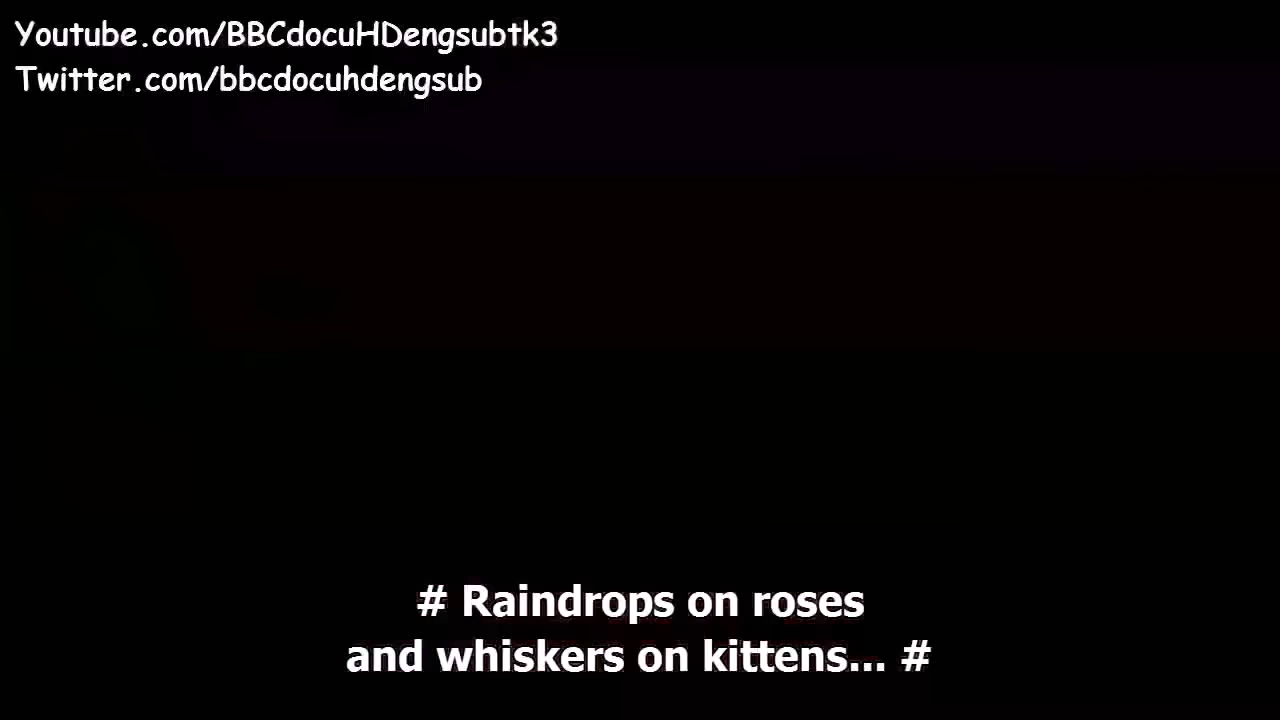 Youtube.com/BBCdocuHDengsubtk3
Twitter.com/bbcdocuhdengsub
# Raindrops on roses
and whiskers on kittens... #